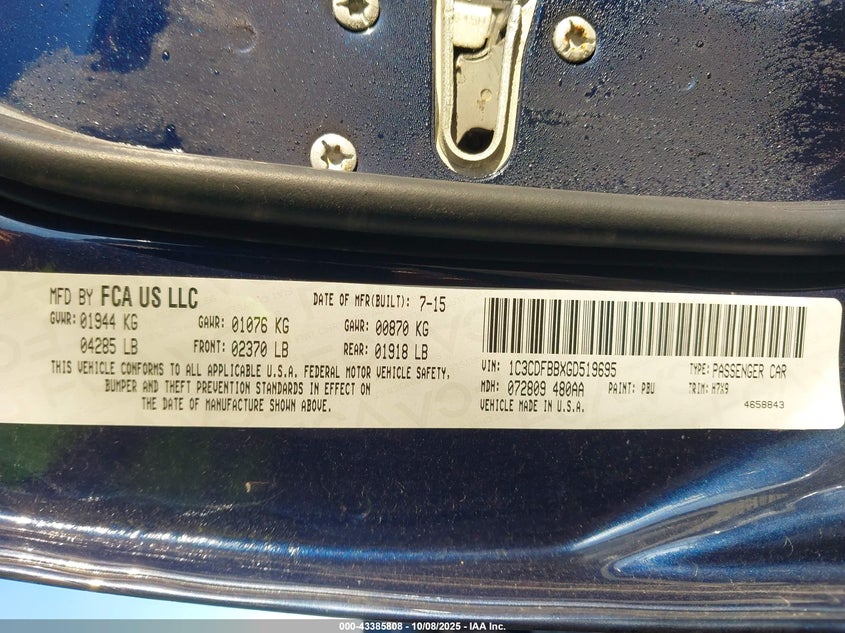 MFD BY FCA US LLC
DATE OF MFR(BUILT): 7-15
GVWR: 01944 KG
GAWR: 01076 KG
GAWR: 00870 KG
04285 LB
FRONT: 02370 LB
REAR: 01918 LB
THIS VEHICLE CONFORMS TO ALL APPLICABLE U.S.A. FEDERAL MOTOR VEHICLE SAFETY,
BUMPER AND THEFT PREVENTION STANDARDS IN EFFECT ON
THE DATE OF MANUFACTURE SHOWN ABOVE.
VIN: 1C3CDFBBXGD519695
TYPE: PASSENGER CAR
MDH: 072809 480AA
PAINT: PBU
TRIM: H7X9
VEHICLE MADE IN U.S.A.
4658843
000-43385808 - 10/08/2025 - IAA Inc.